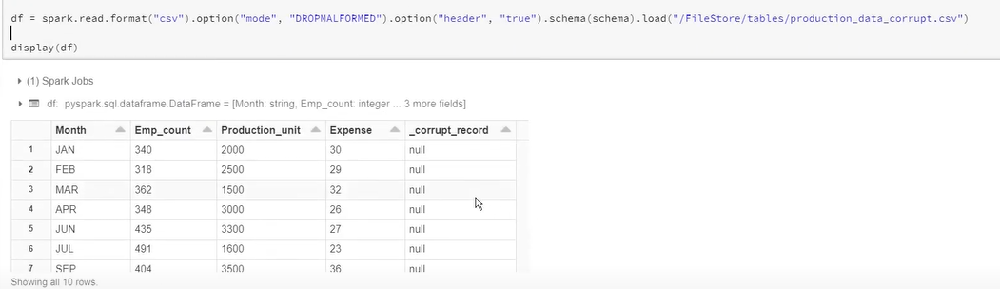 df = spark.read.format("csv").option("mode", "DROPMALFORMED").option("header", "true").schema(schema).load("/FileStore/tables/production_data_corrupt.csv")
display(df)
(1) Spark Jobs
df: pyspark.sql.dataframe.DataFrame = [Month: string, Emp_count: integer ... 3 more fields]
Month Emp_count Production_unit Expense _corrupt_record
1 JAN 340 2000 30 null
2 FEB 318 2500 29 null
3 MAR 362 1500 32 null
4 APR 348 3000 26 null
5 JUN 435 3300 27 null
6 JUL 491 1600 23 null
7 SEP 404 3500 36 null
Showing all 10 rows.